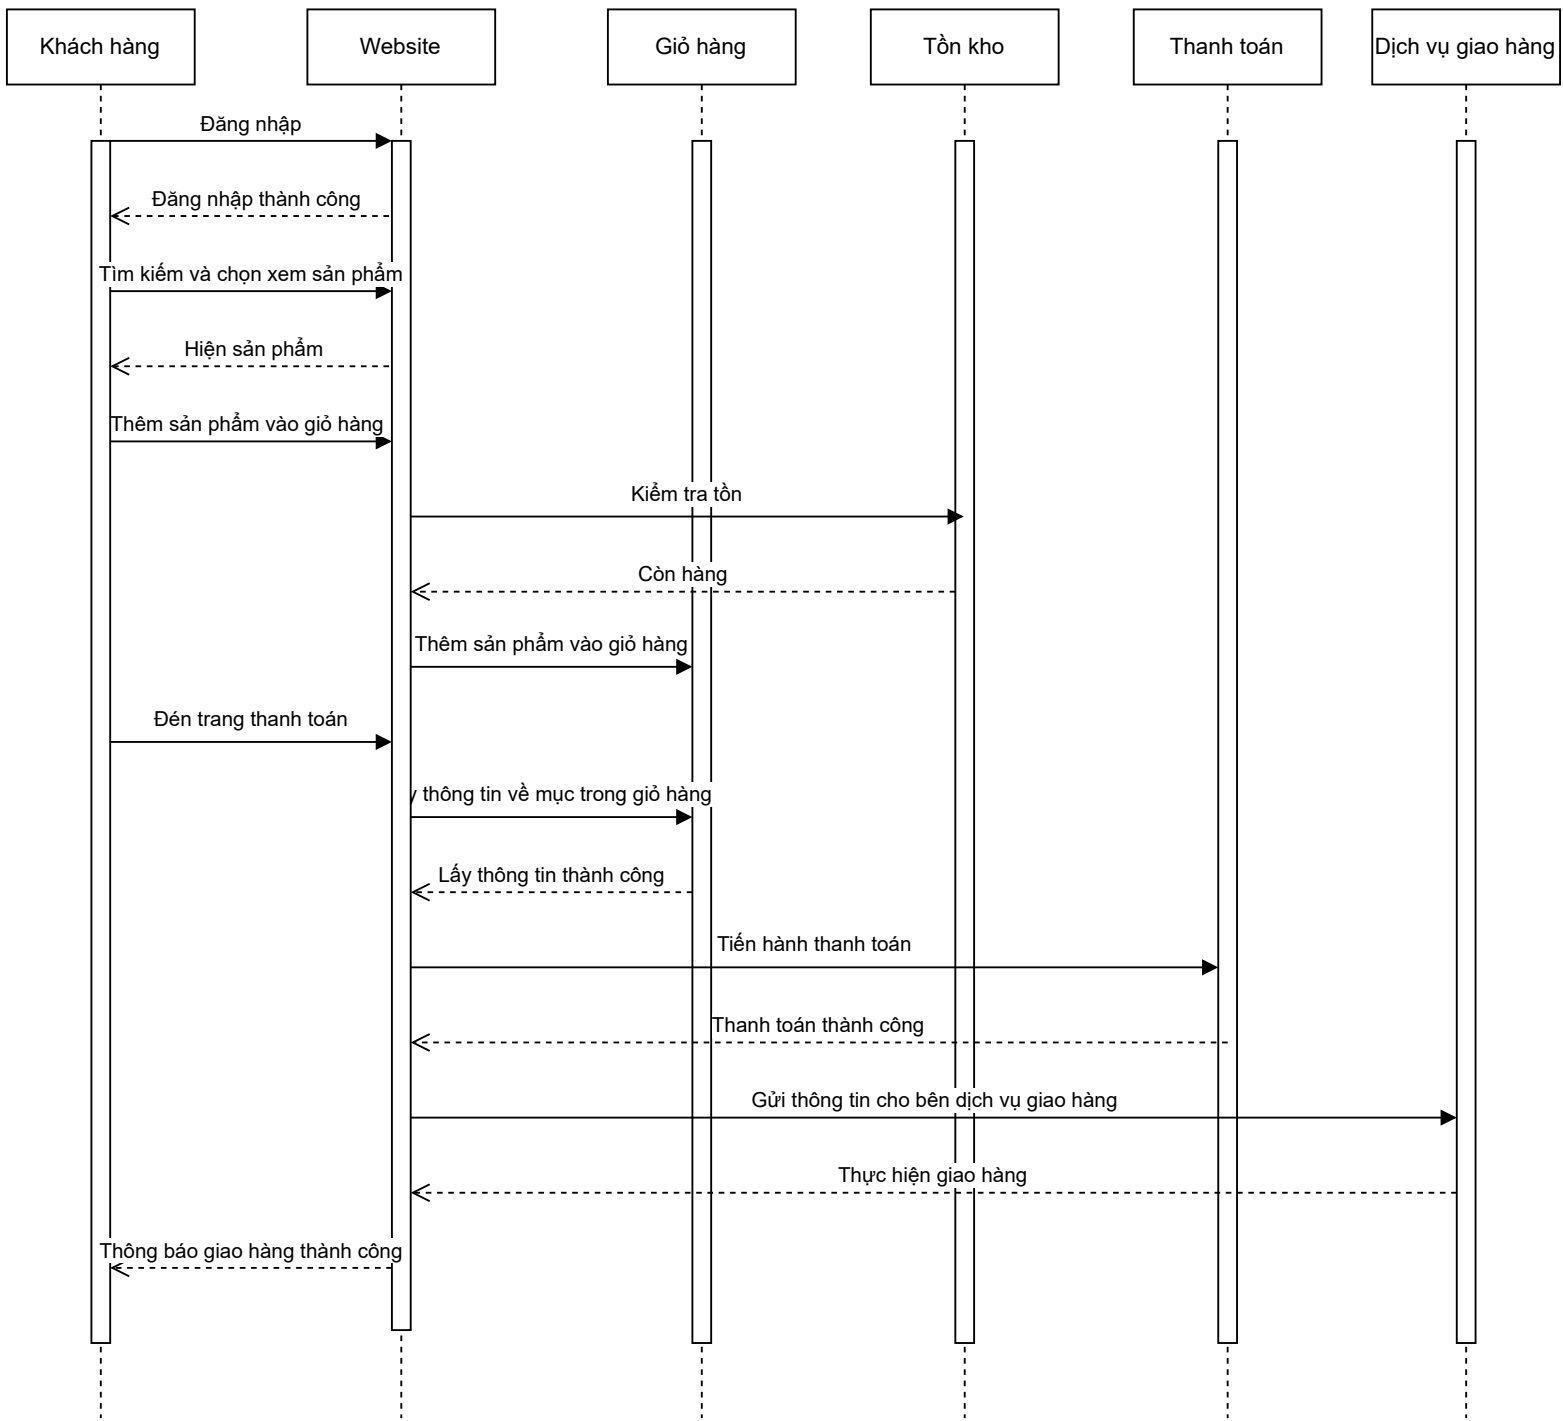 Khách hàng
Website
Giỏ hàng
Tồn kho
Thanh toán
Dịch vụ giao hàng
Đăng nhập
Đăng nhập thành công
Tìm kiếm và chọn xem sản phẩm
Hiện sản phẩm
Thêm sản phẩm vào giỏ hàng
Kiểm tra tồn
Còn hàng
Thêm sản phẩm vào giỏ hàng
Đén trang thanh toán
thông tin về mục trong giỏ hàng
Lấy thông tin thành công
Tiến hành thanh toán
Thanh toán thành công
Gửi thông tin cho bên dịch vụ giao hàng
Thực hiện giao hàng
Thông báo giao hàng thành công